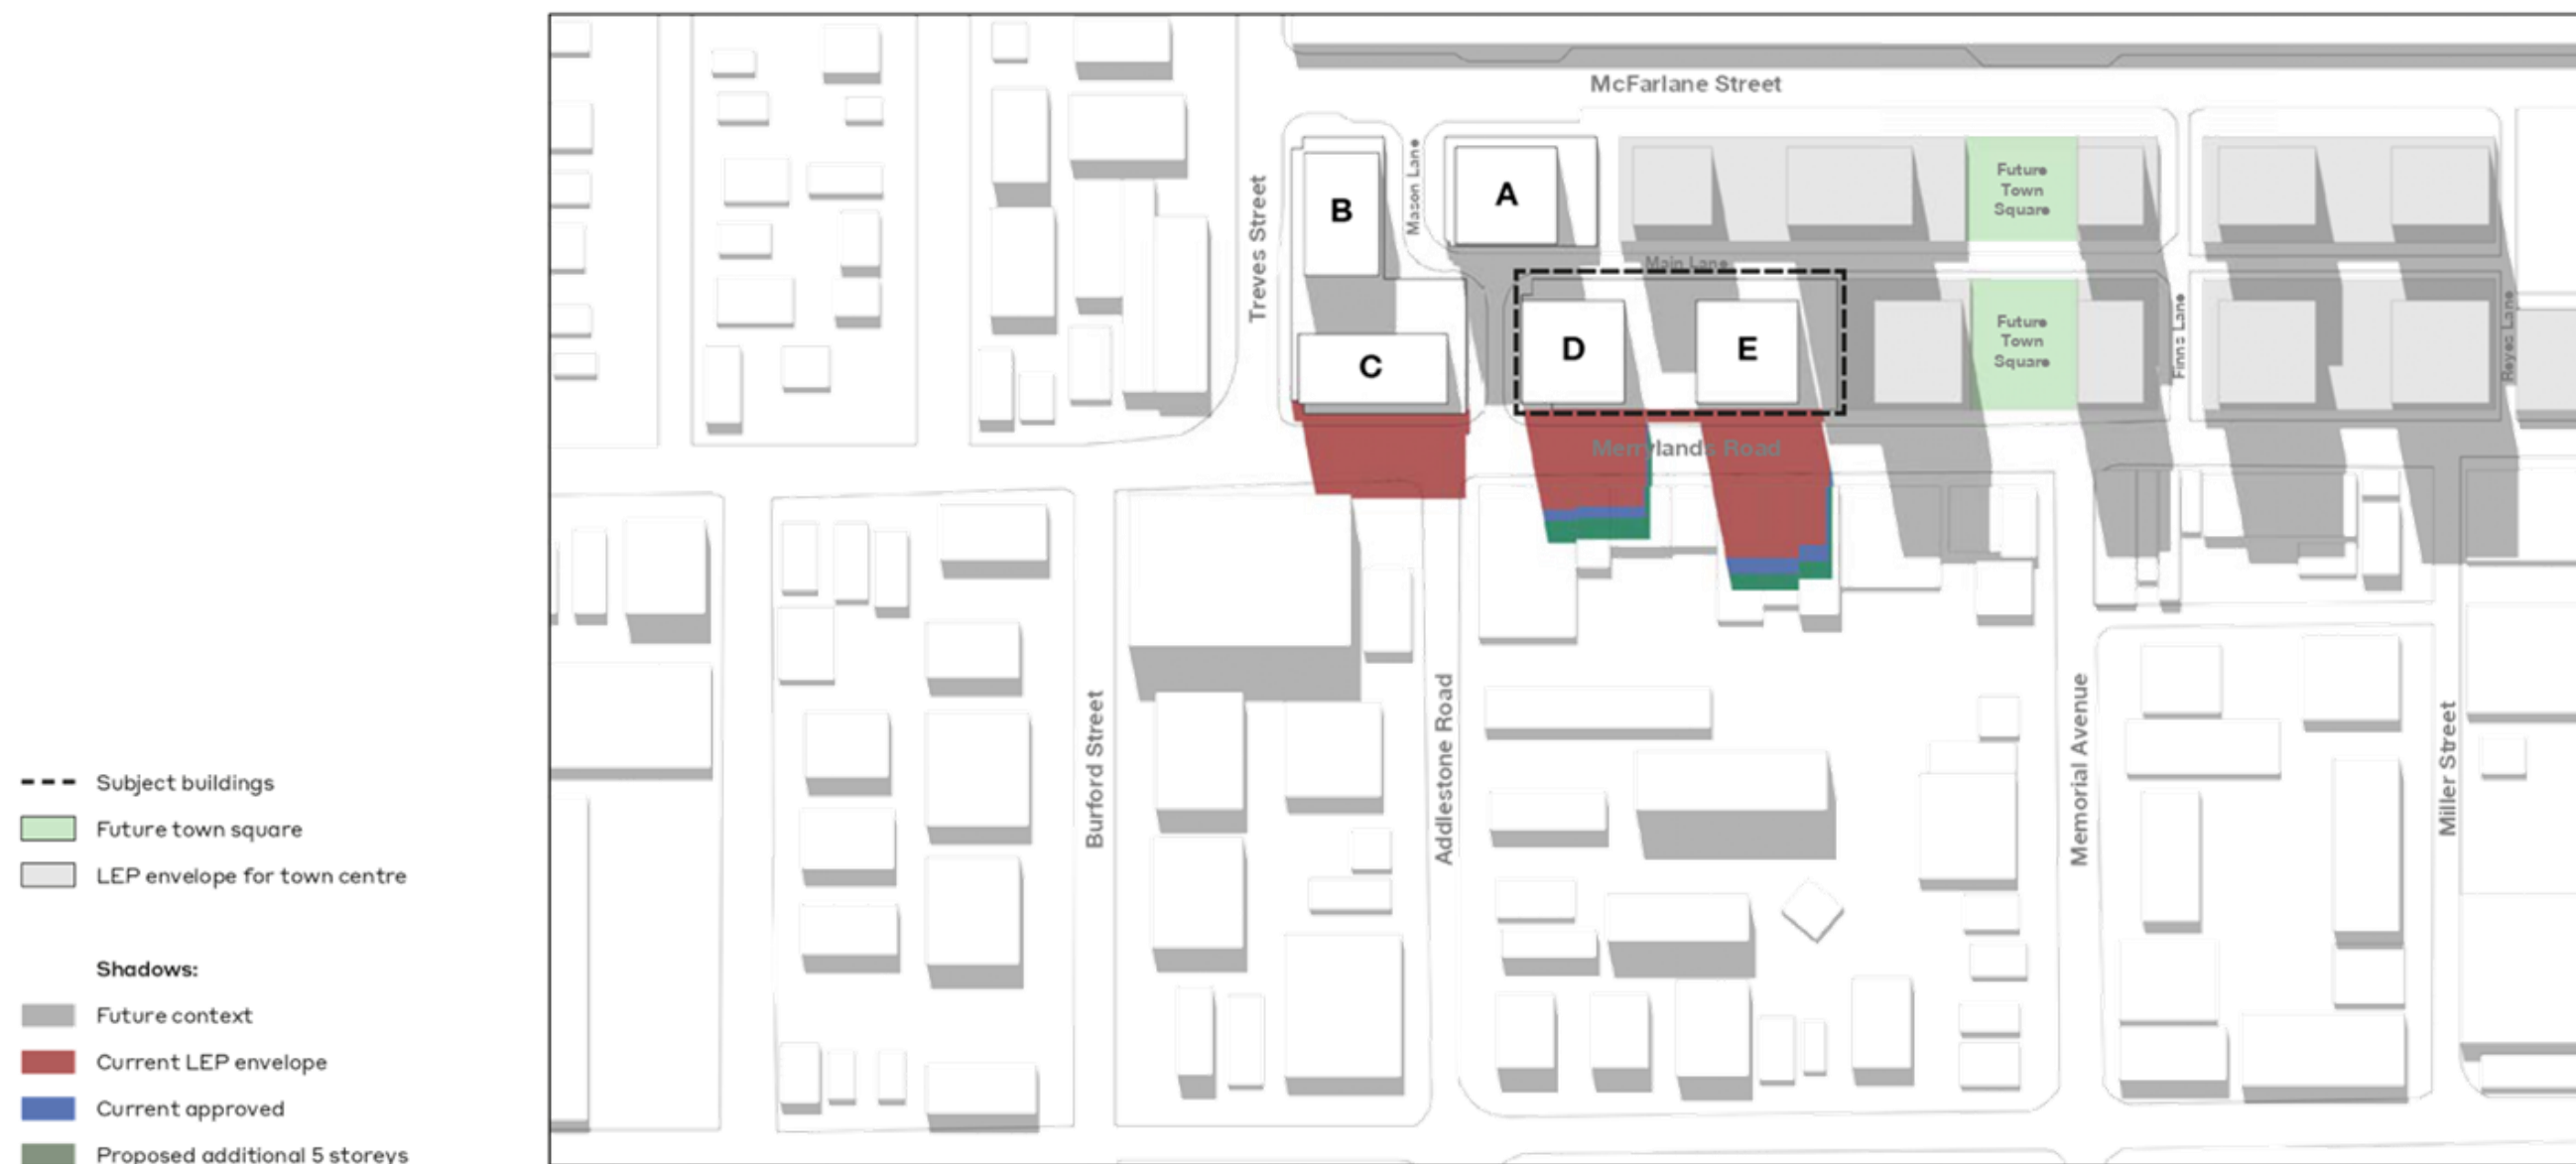 McFarlane Street
Treves Street
B
Mason Lane
A
Future
Town
Square
Main Lane
C
D
E
Future
Town
Square
Finns Lane
Reyes Lane
Merrylands Road
Burford Street
Addlestone Road
Memorial Avenue
Miller Street
Subject buildings
Future town square
LEP envelope for town centre
Shadows:
Future context
Current LEP envelope
Current approved
Proposed additional 5 storeys